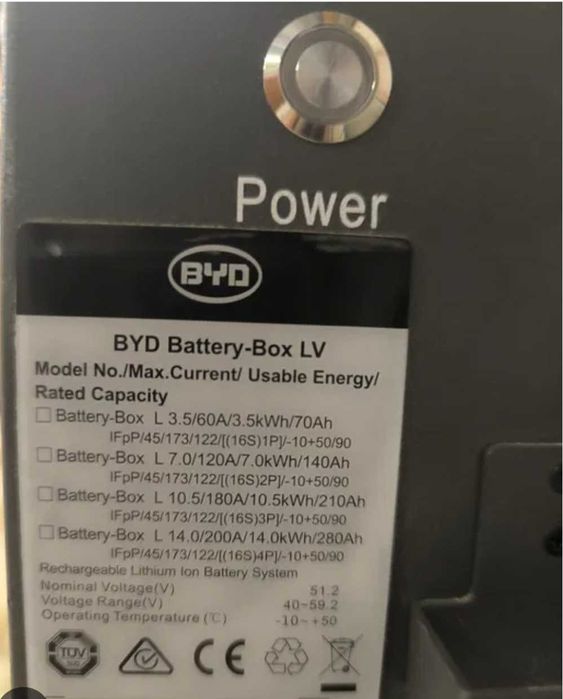 Power
BYD
BYD Battery-Box LV
Model No./Max.Current/ Usable Energy/
Rated Capacity
☐ Battery-Box L 3.5/60A/3.5kWh/70Ah
IFpP/45/173/122/[(16S)1P]/-10+50/90
☐ Battery-Box L 7.0/120A/7.0kWh/140Ah
IFpP/45/173/122/[(16S)2P]/-10+50/90
☐ Battery-Box L 10.5/180A/10.5kWh/210Ah
IFpP/45/173/122/[(16S)3P]/-10+50/90
☐ Battery-Box L 14.0/200A/14.0kWh/280Ah
IFpP/45/173/122/[(16S)4P]/-10+50/90
Rechargeable Lithium Ion Battery System
Nominal Voltage(V) 51.2
Voltage Range(V) 40~59.2
Operating Temperature (℃) -10~+50
TÜV CE